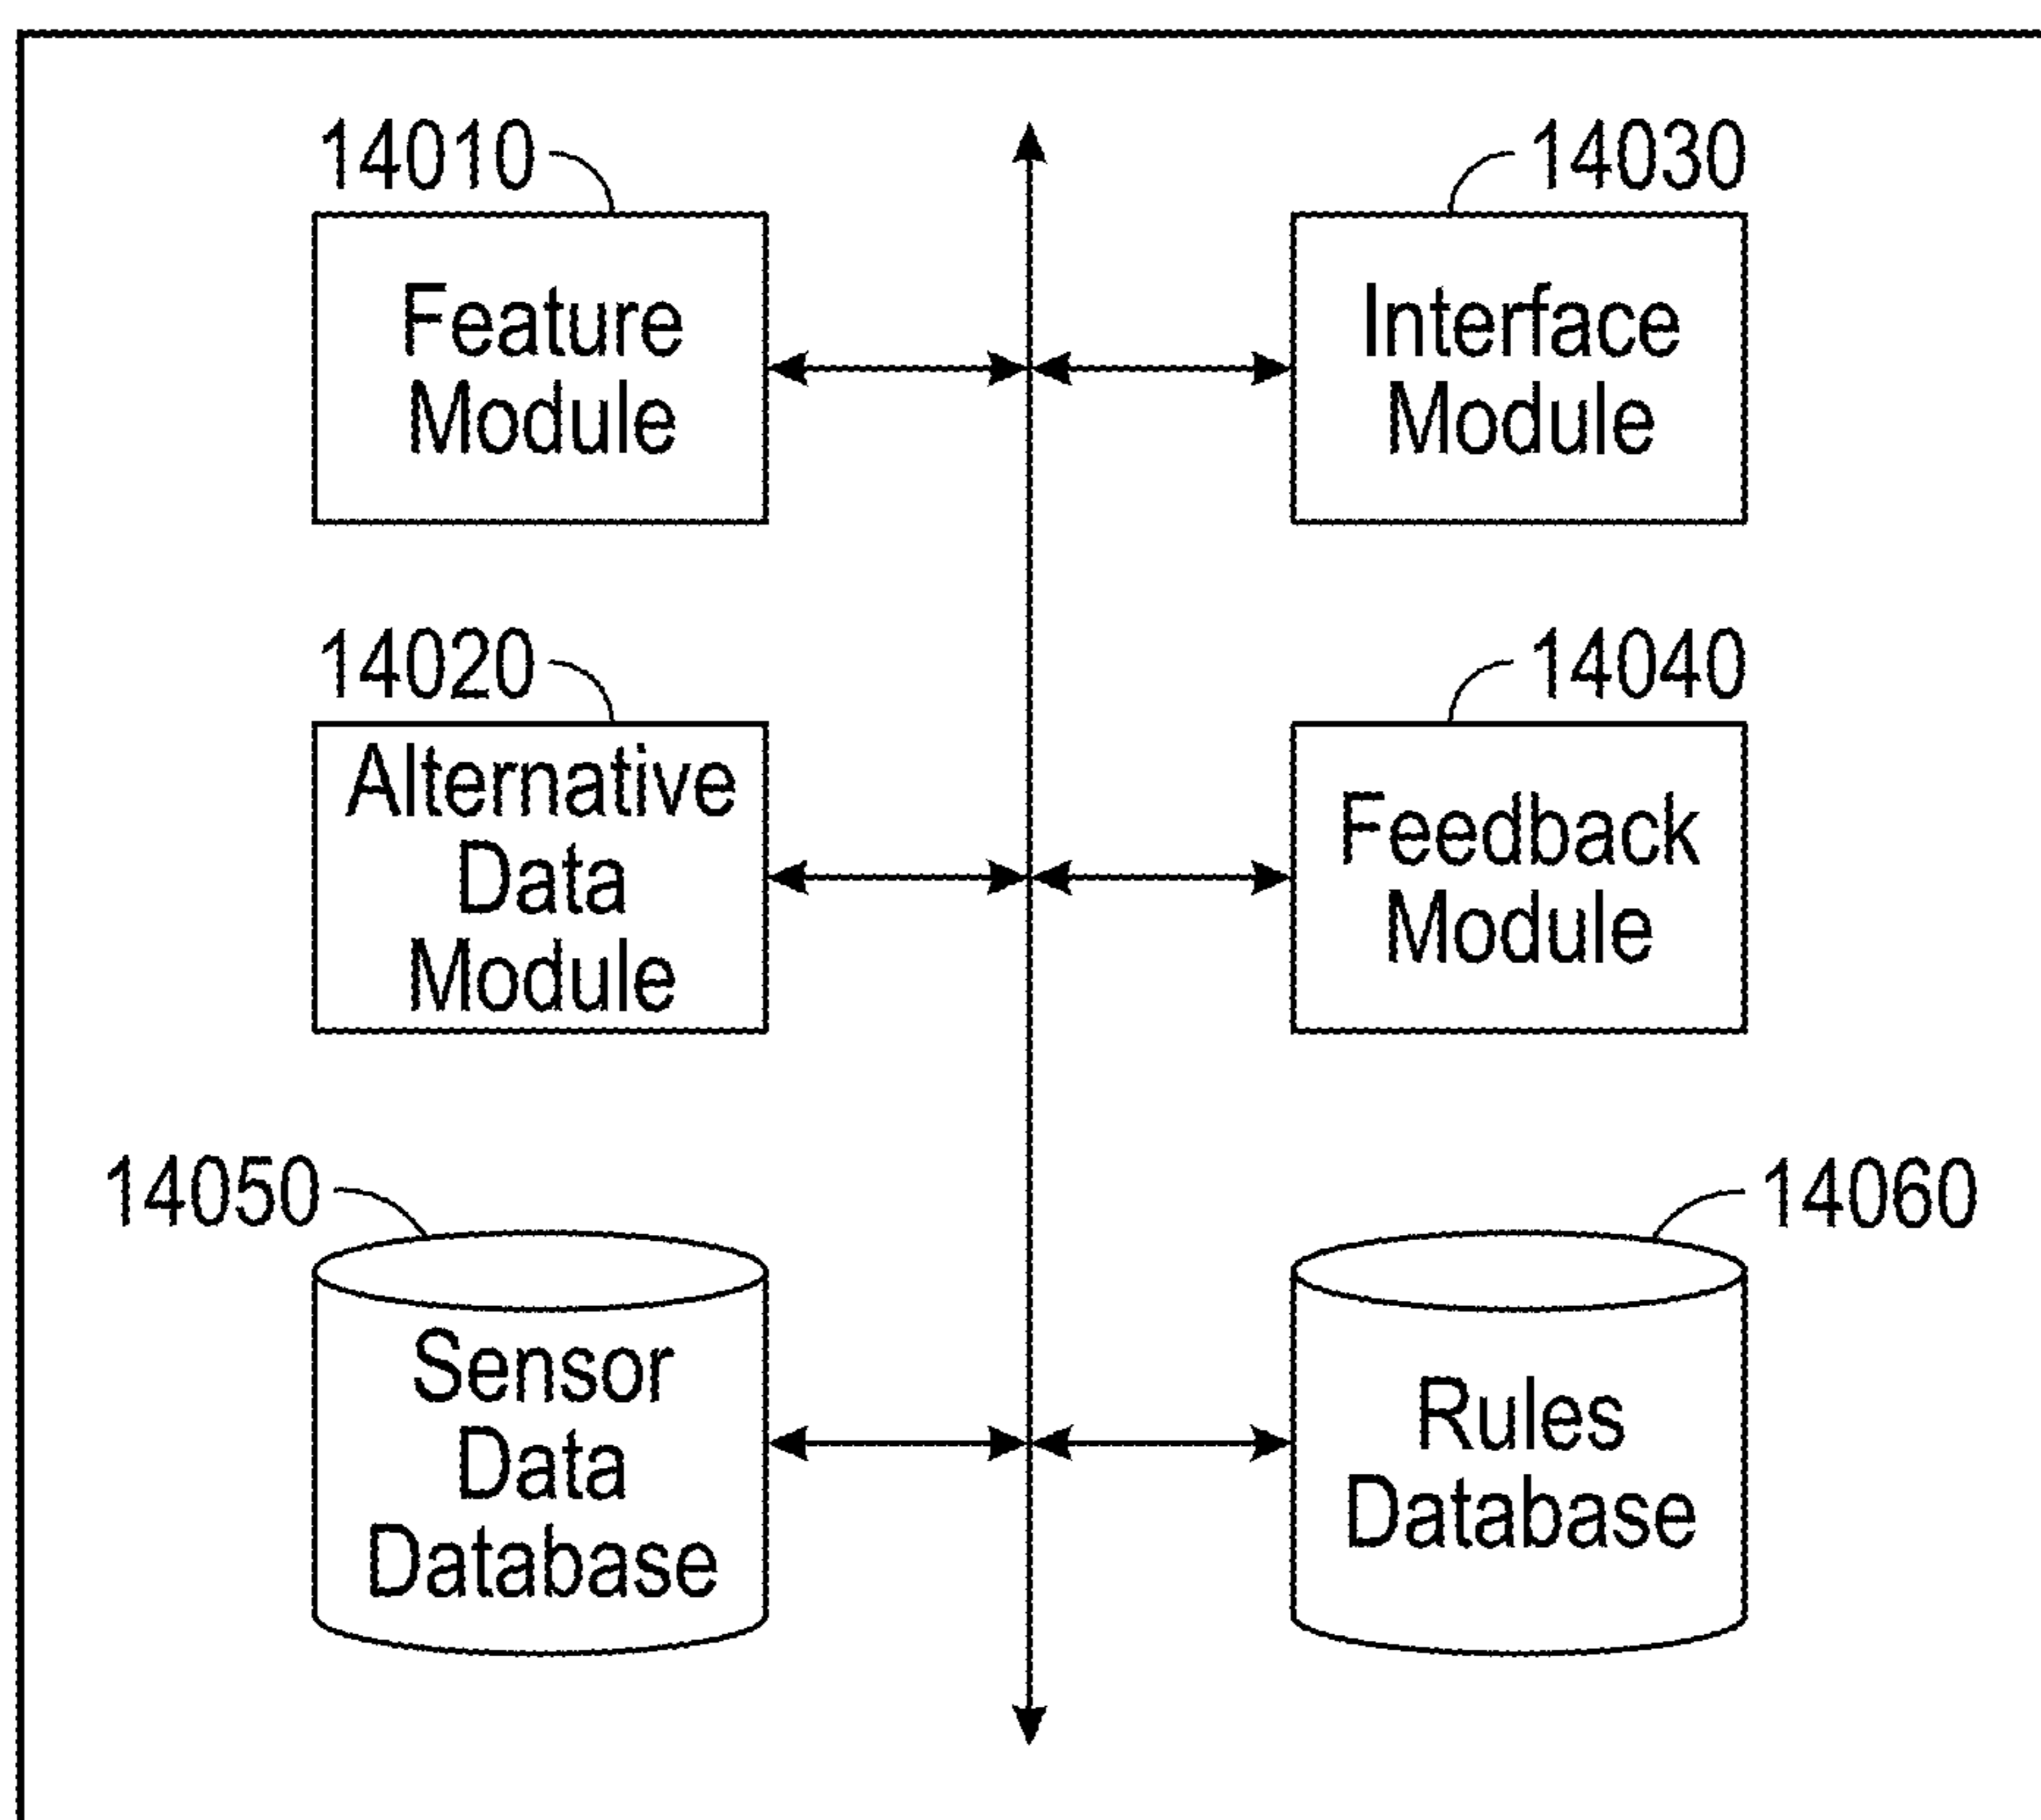 14010
Feature
Module
14030
Interface
Module
14020
Alternative
Data
Module
14040
Feedback
Module
14050
Sensor
Data
Database
14060
Rules
Database